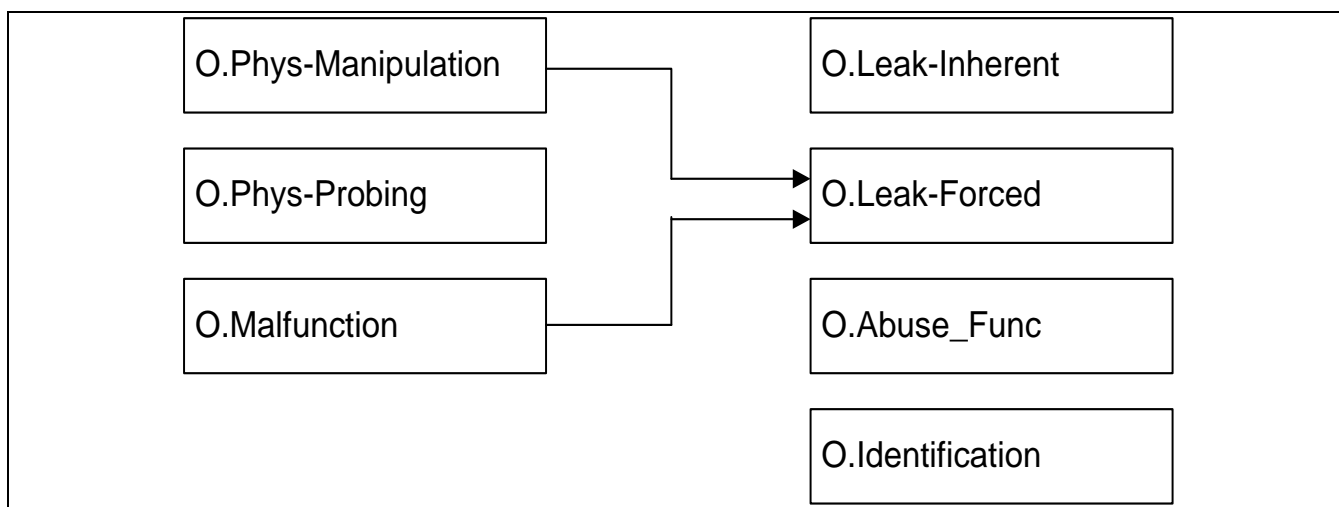 O.Phys-Manipulation
O.Leak-Inherent
O.Phys-Probing
O.Leak-Forced
O.Malfunction
O.Abuse_Func
O.Identification